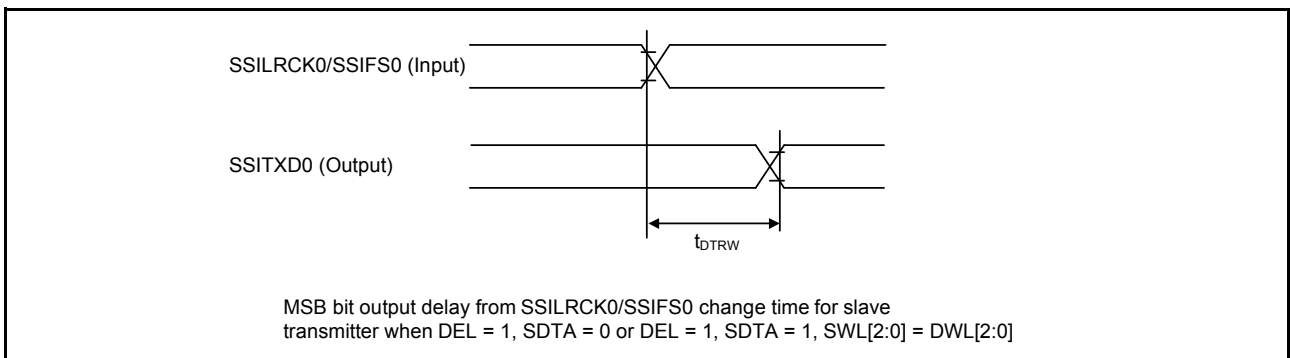 SSILRCK0/SSIFS0 (Input)
SSITXD0 (Output)
tDTRW
MSB bit output delay from SSILRCK0/SSIFS0 change time for slave
transmitter when DEL = 1, SDTA = 0 or DEL = 1, SDTA = 1, SWL[2:0] = DWL[2:0]